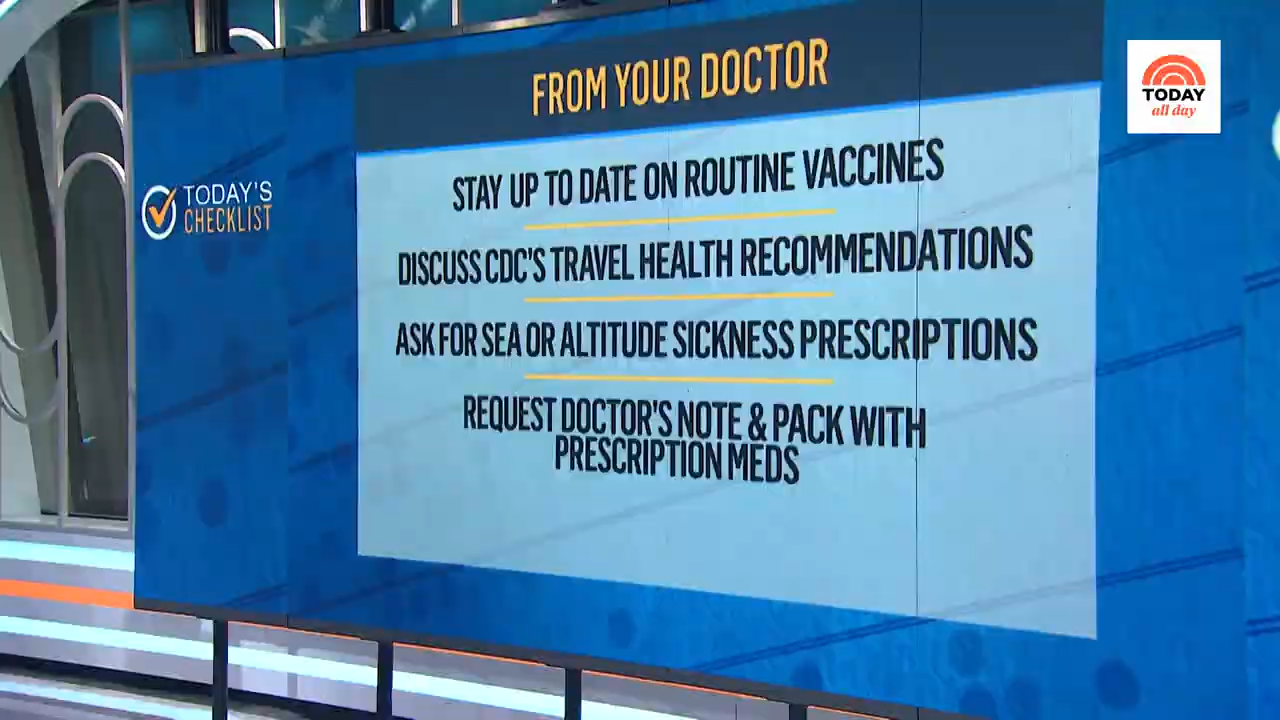 FROM YOUR DOCTOR
TODAY
all day
STAY UP TO DATE ON ROUTINE VACCINES
TODAY'S
CHECKLIST
DISCUSS CDC'S TRAVEL HEALTH RECOMMENDATIONS
ASK FOR SEA OR ALTITUDE SICKNESS PRESCRIPTIONS
REQUEST DOCTOR'S NOTE & PACK WITH
PRESCRIPTION MEDS